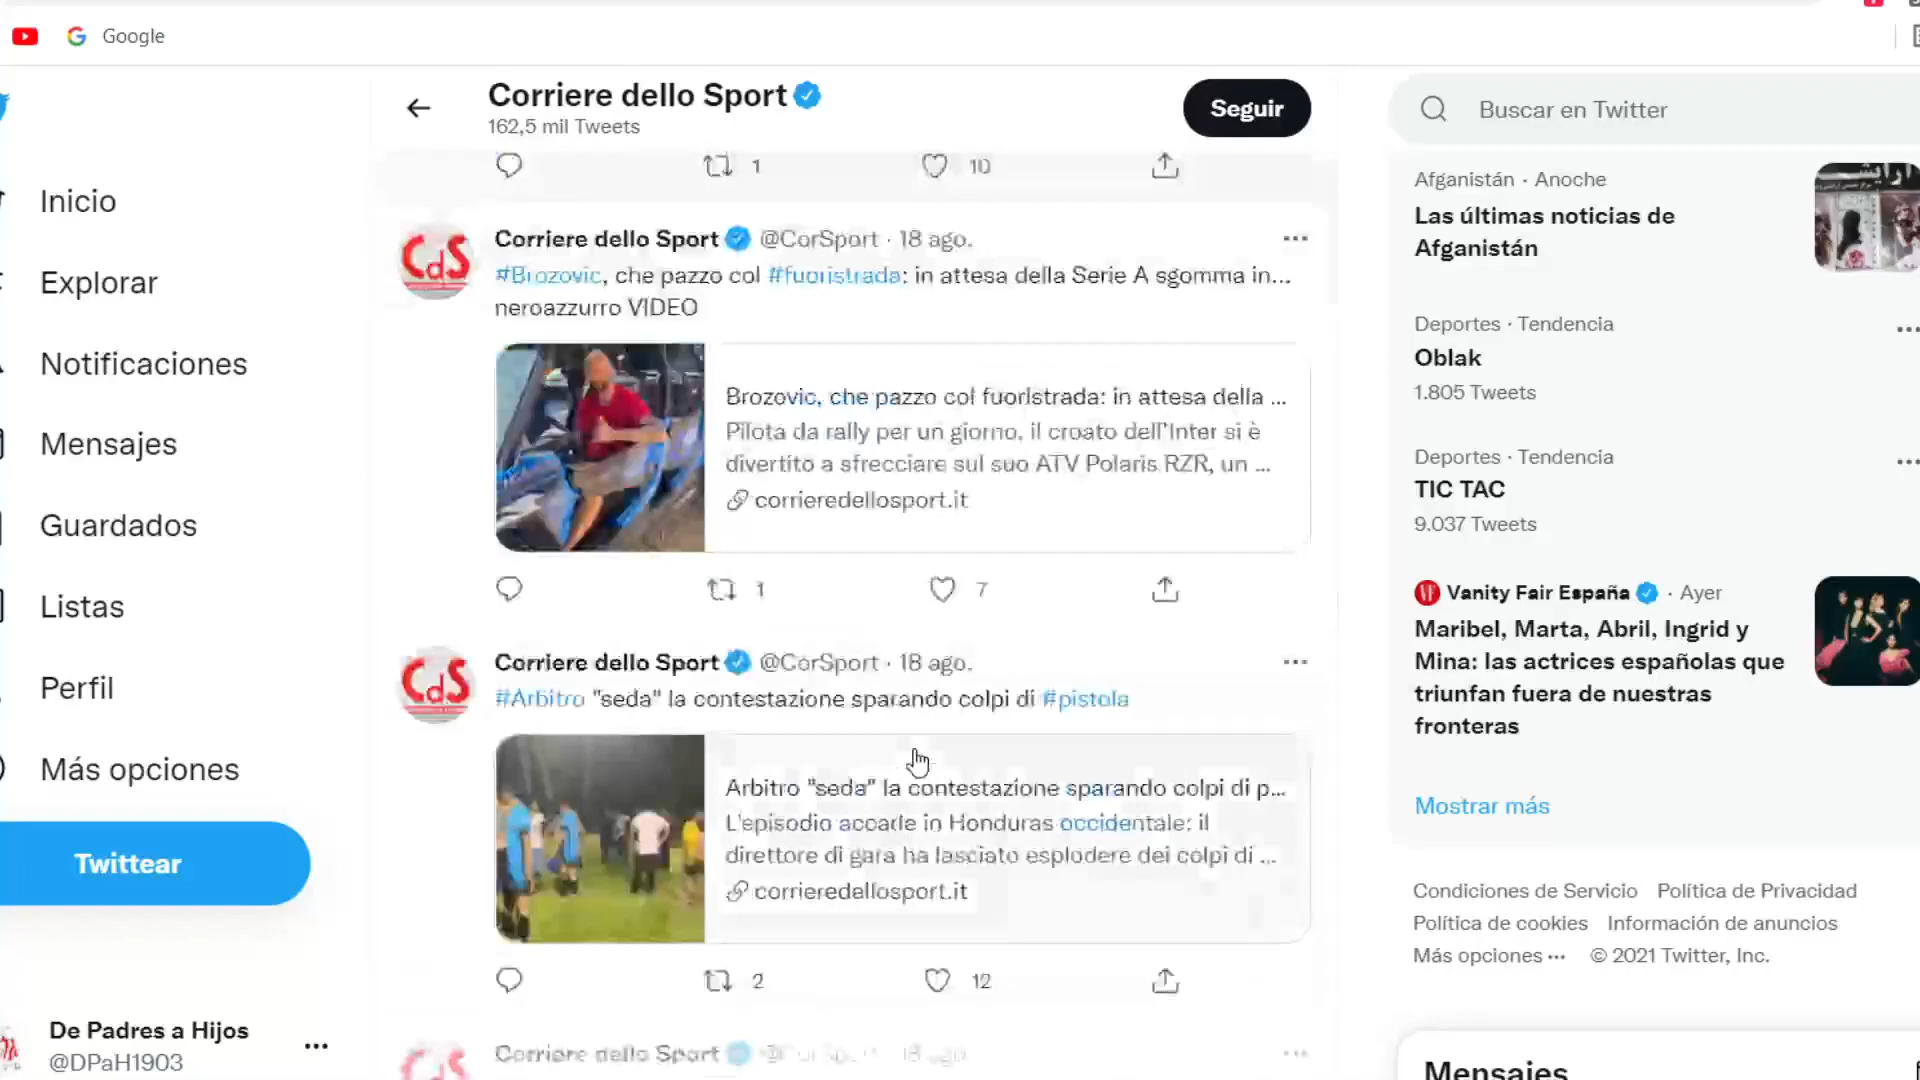 Google
Corriere dello Sport
162,5 mil Tweets
Seguir
Buscar en Twitter
1
10
Inicio
Explorar
Notificaciones
Mensajes
Guardados
Listas
Perfil
Más opciones
Twittear
De Padres a Hijos
@DPaH1903
CdS
Corriere dello Sport @CorSport · 18 ago.
#Brozovic, che pazzo col #fuoristrada: in attesa della Serie A sgomma in...
neroazzurro VIDEO
Brozovic, che pazzo col fuoristrada: in attesa della ...
Pilota da rally per un giorno, il croato dell'Inter si è
divertito a sfrecciare sul suo ATV Polaris RZR, un ...
corrieredellosport.it
1
7
CdS
Corriere dello Sport @CorSport · 18 ago.
#Arbitro "seda" la contestazione sparando colpi di #pistola
Arbitro "seda" la contestazione sparando colpi di p...
L'episodio accade in Honduras occidentale: il
direttore di gara ha lasciato esplodere dei colpi di ...
corrieredellosport.it
2
12
CdS
Corriere dello Sport @CorSport · 18 ago.
Afganistán · Anoche
Las últimas noticias de
Afganistán
Deportes · Tendencia
Oblak
1.805 Tweets
Deportes · Tendencia
TIC TAC
9.037 Tweets
Vanity Fair España · Ayer
Maribel, Marta, Abril, Ingrid y
Mina: las actrices españolas que
triunfan fuera de nuestras
fronteras
Mostrar más
Condiciones de Servicio Política de Privacidad
Política de cookies Información de anuncios
Más opciones ··· © 2021 Twitter, Inc.
Mensajes